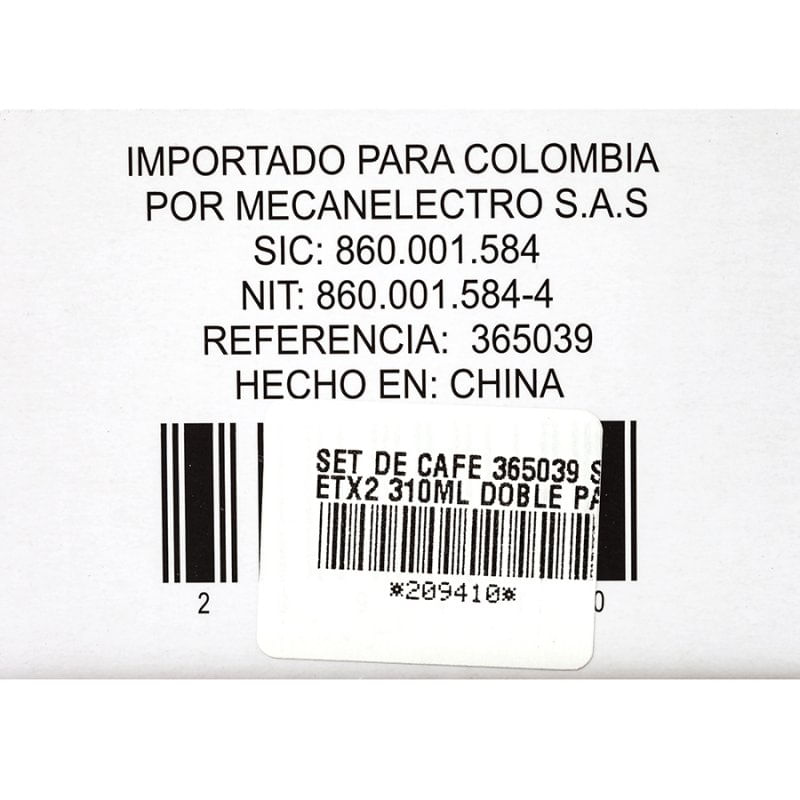 IMPORTADO PARA COLOMBIA
POR MECANELECTRO S.A.S
SIC: 860.001.584
NIT: 860.001.584-4
REFERENCIA: 365039
HECHO EN: CHINA
SET DE CAFE 365039 S
ETX2 310ML DOBLE PA
*209410*
2 9 0